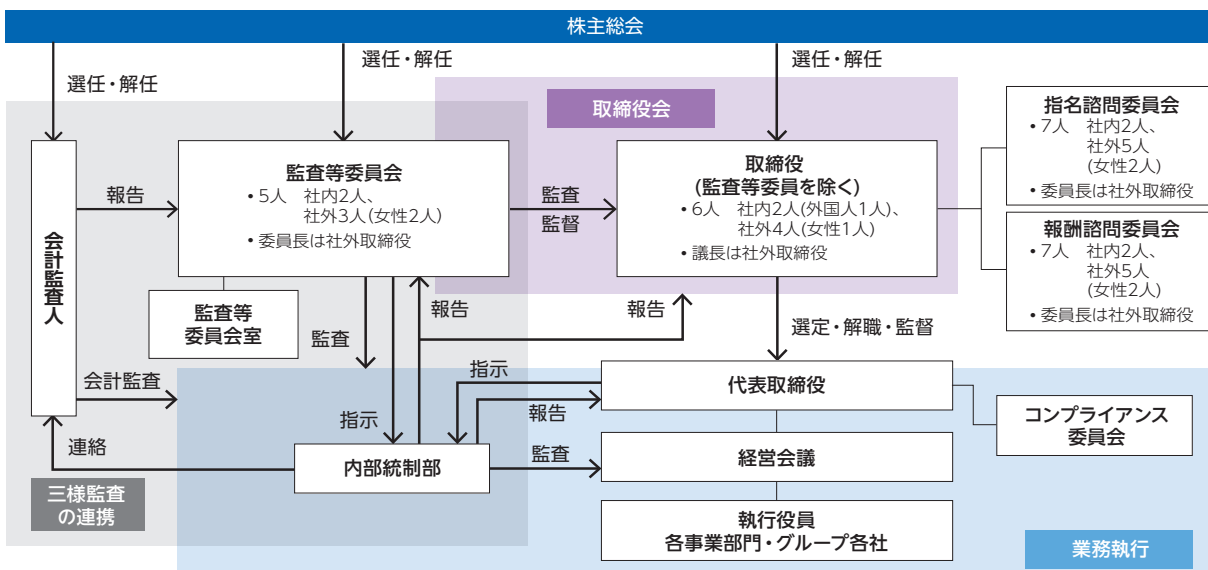 株主総会
選任・解任
選任・解任
選任・解任
取締役会
指名諮問委員会
• 7人 社内2人、
社外5人
(女性2人)
• 委員長は社外取締役
監査等委員会
• 5人 社内2人、
社外3人(女性2人)
• 委員長は社外取締役
取締役
(監査等委員を除く)
• 6人 社内2人(外国人1人)、
社外4人(女性1人)
• 議長は社外取締役
報告
監査
監督
会計監査人
報酬諮問委員会
• 7人 社内2人、
社外5人
(女性2人)
• 委員長は社外取締役
監査等
委員会室
監査
報告
報告
選定・解職・監督
会計監査
指示
代表取締役
指示
報告
コンプライアンス
委員会
連絡
内部統制部
監査
経営会議
三様監査
の連携
執行役員
各事業部門・グループ各社
業務執行